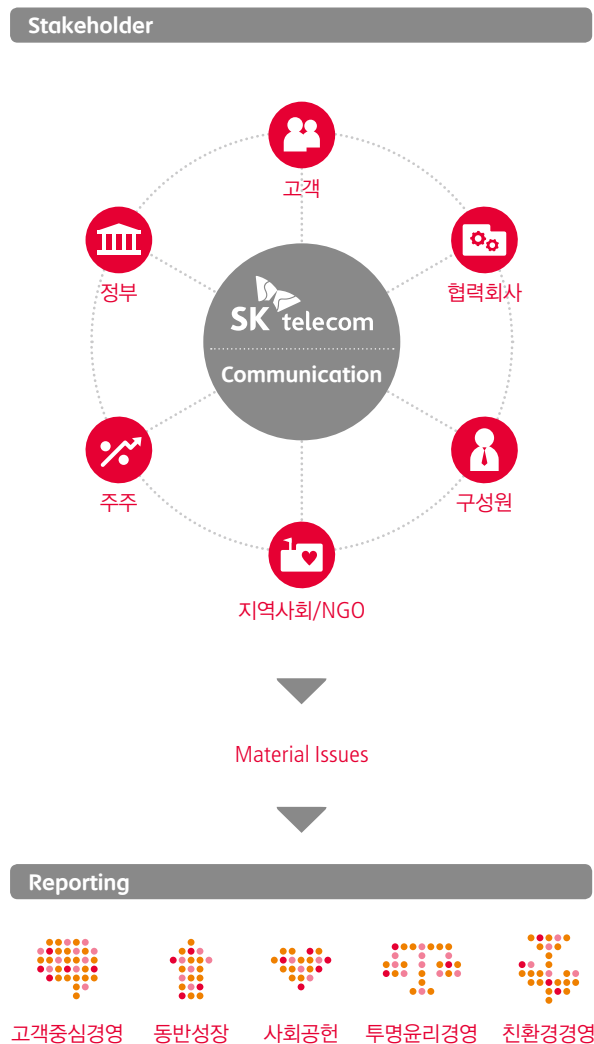 Stakeholder
고객
정부
협력회사
SK telecom
Communication
주주
구성원
지역사회/NGO
Material Issues
Reporting
고객중심경영 동반성장 사회공헌 투명윤리경영 친환경경영